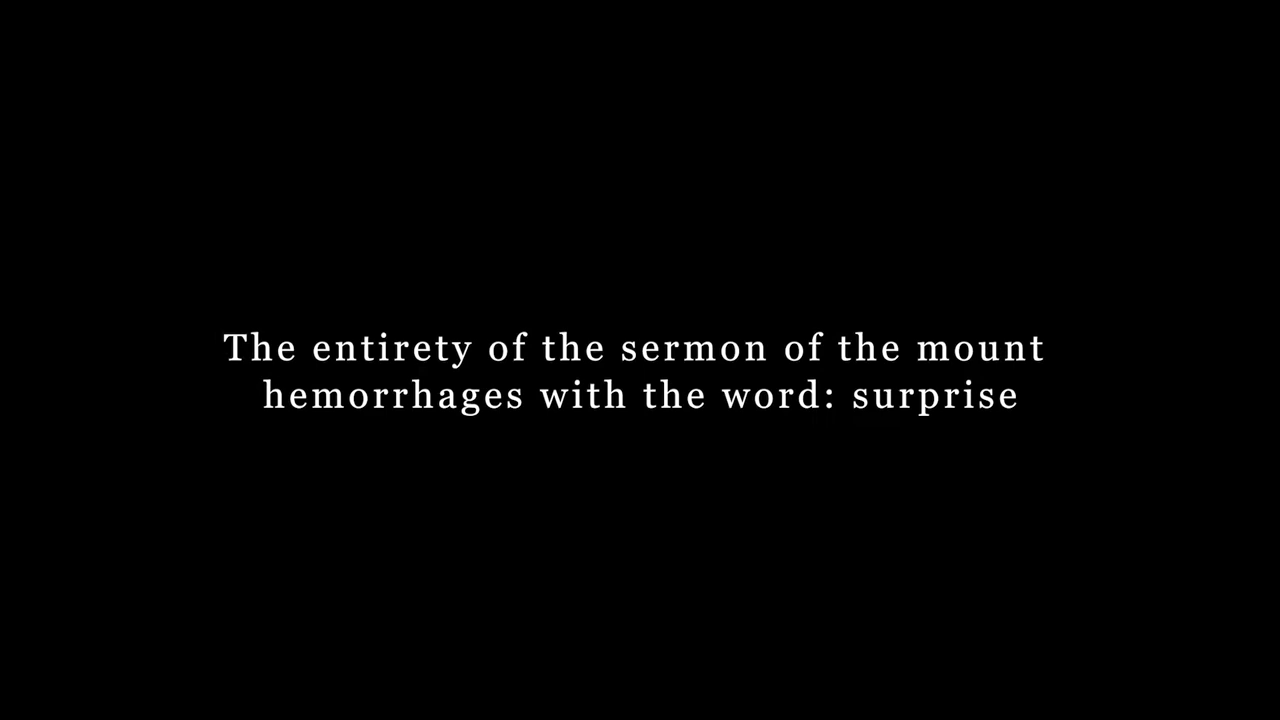 The entirety of the sermon of the mount
hemorrhages with the word: surprise